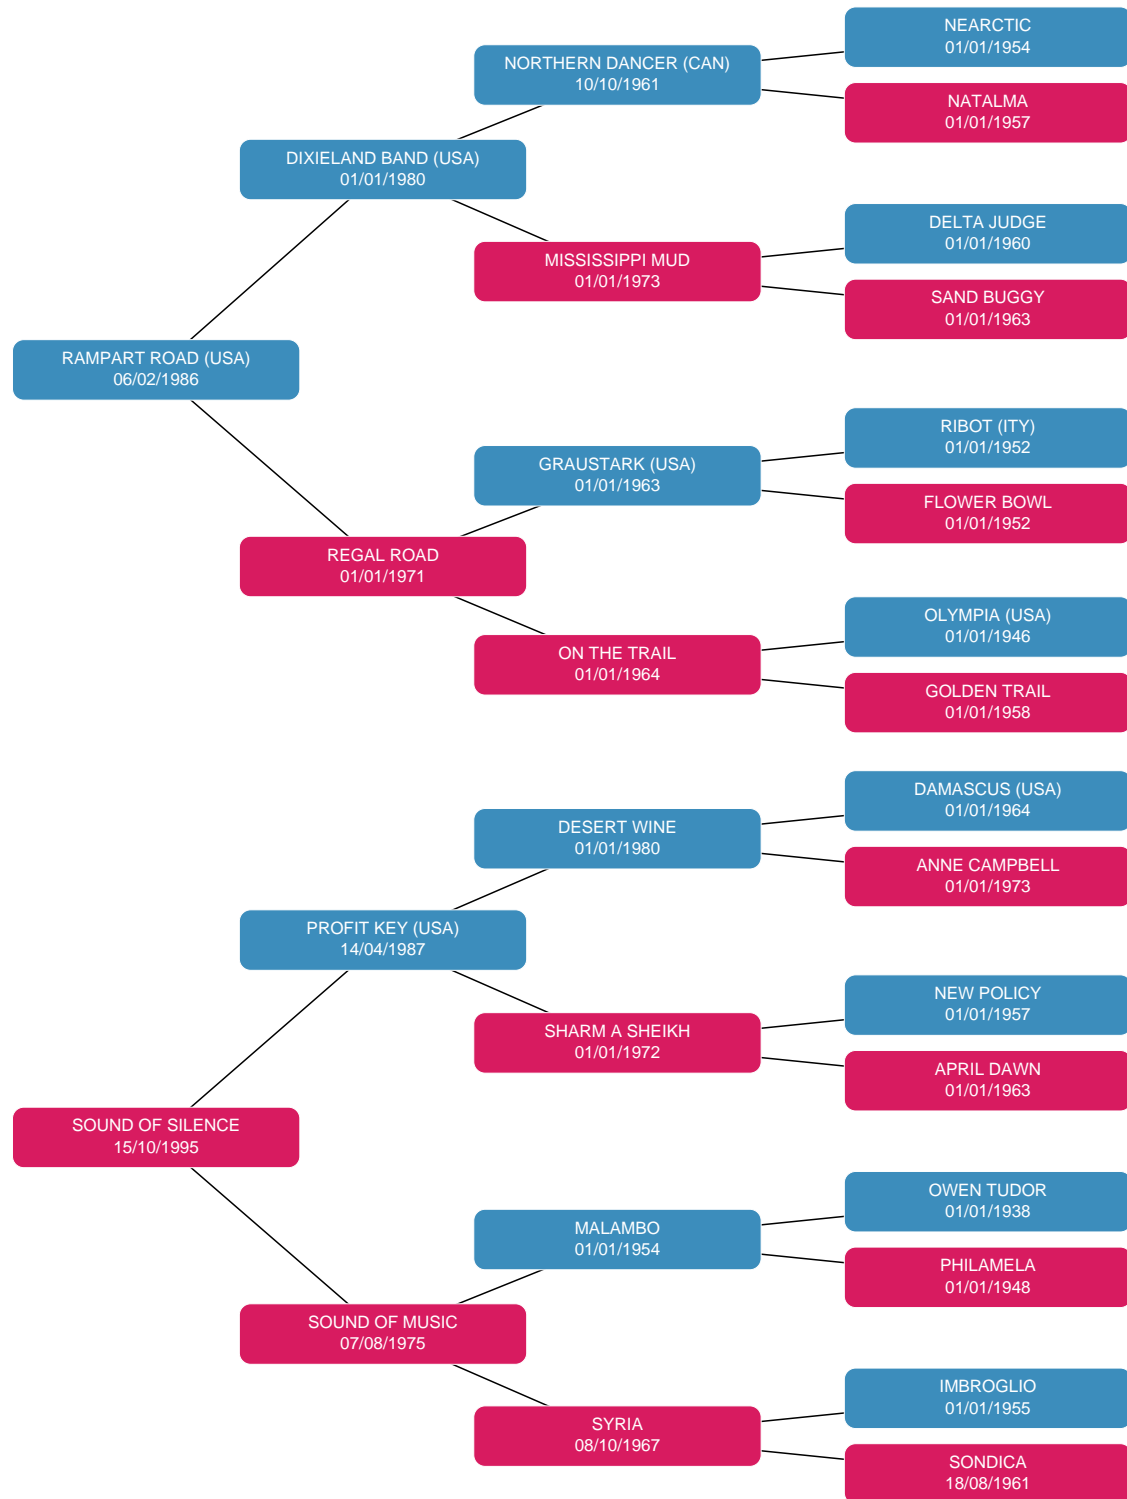 NEARCTIC
01/01/1954
NORTHERN DANCER (CAN)
10/10/1961
NATALMA
01/01/1957
DIXIELAND BAND (USA)
01/01/1980
DELTA JUDGE
01/01/1960
MISSISSIPPI MUD
01/01/1973
SAND BUGGY
01/01/1963
RAMPART ROAD (USA)
06/02/1986
RIBOT (ITY)
01/01/1952
GRAUSTARK (USA)
01/01/1963
FLOWER BOWL
01/01/1952
REGAL ROAD
01/01/1971
OLYMPIA (USA)
01/01/1946
ON THE TRAIL
01/01/1964
GOLDEN TRAIL
01/01/1958
DAMASCUS (USA)
01/01/1964
DESERT WINE
01/01/1980
ANNE CAMPBELL
01/01/1973
PROFIT KEY (USA)
14/04/1987
NEW POLICY
01/01/1957
SHARM A SHEIKH
01/01/1972
APRIL DAWN
01/01/1963
SOUND OF SILENCE
15/10/1995
OWEN TUDOR
01/01/1938
MALAMBO
01/01/1954
PHILAMELA
01/01/1948
SOUND OF MUSIC
07/08/1975
IMBROGLIO
01/01/1955
SYRIA
08/10/1967
SONDICA
18/08/1961